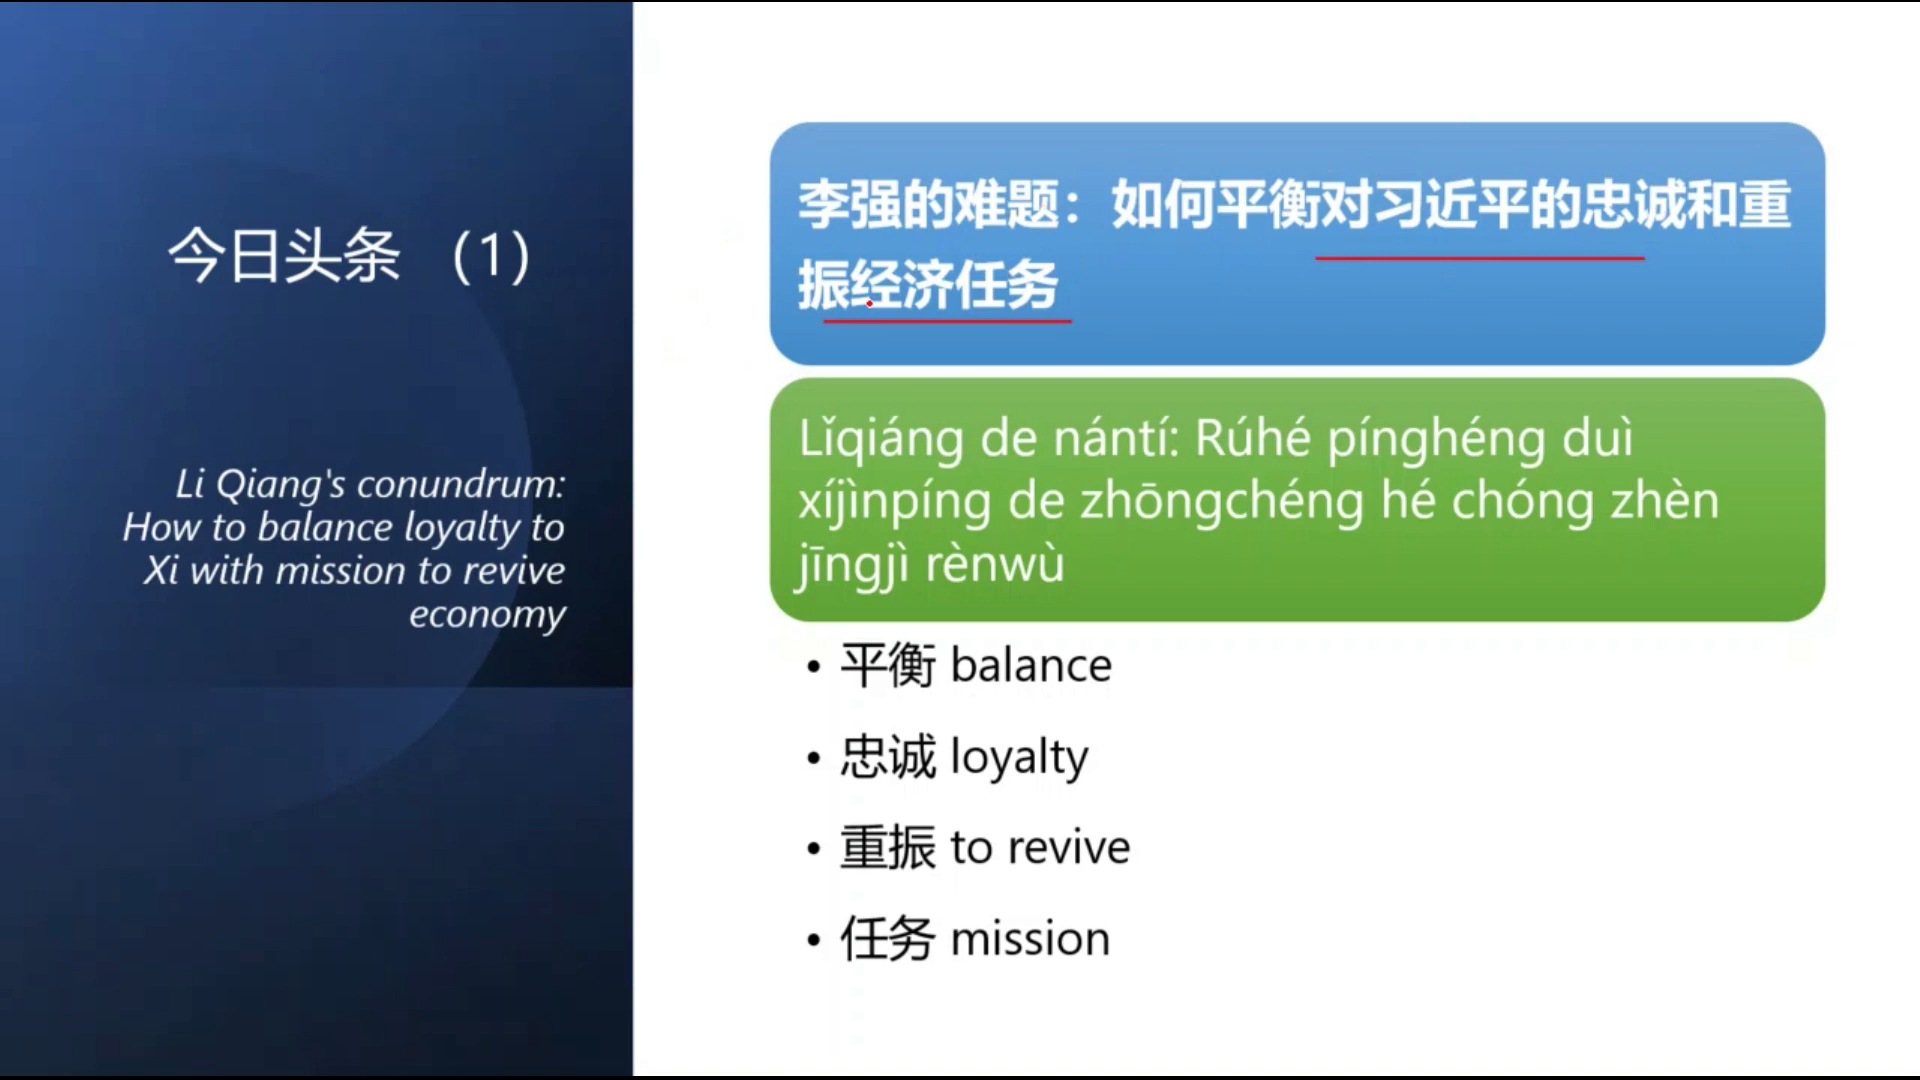 今日头条 （1）
Li Qiang's conundrum:
How to balance loyalty to
Xi with mission to revive
economy
李强的难题：如何平衡对习近平的忠诚和重
振经济任务
Lǐqiáng de nántí: Rúhé pínghéng duì
xíjìnpíng de zhōngchéng hé chóng zhèn
jīngjì rènwù
• 平衡 balance
• 忠诚 loyalty
• 重振 to revive
• 任务 mission